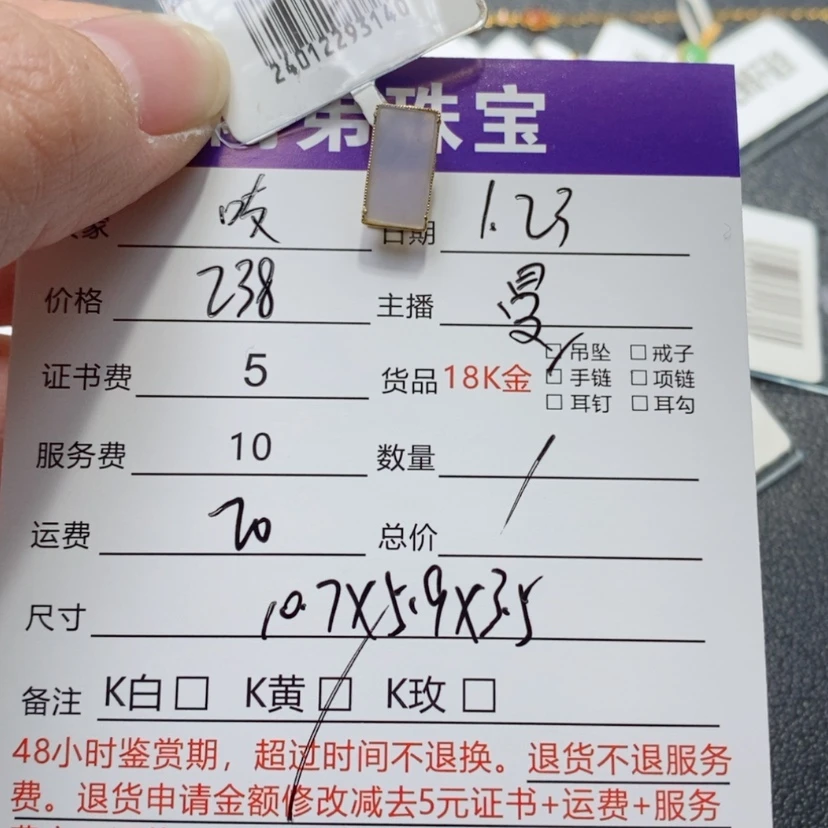 24012293140
珠宝
家 吱 日期 1.23
价格 238 主播 曼
证书费 5 货品 18K金 □吊坠 □戒子
□手链 □项链
□耳钉 □耳勾
服务费 10 数量
运费 20 总价
尺寸 10.7X5.9X3.5
备注 K白□ K黄□ K玫□
48小时鉴赏期，超过时间不退换。退货不退服务
费。退货申请金额修改减去5元证书+运费+服务